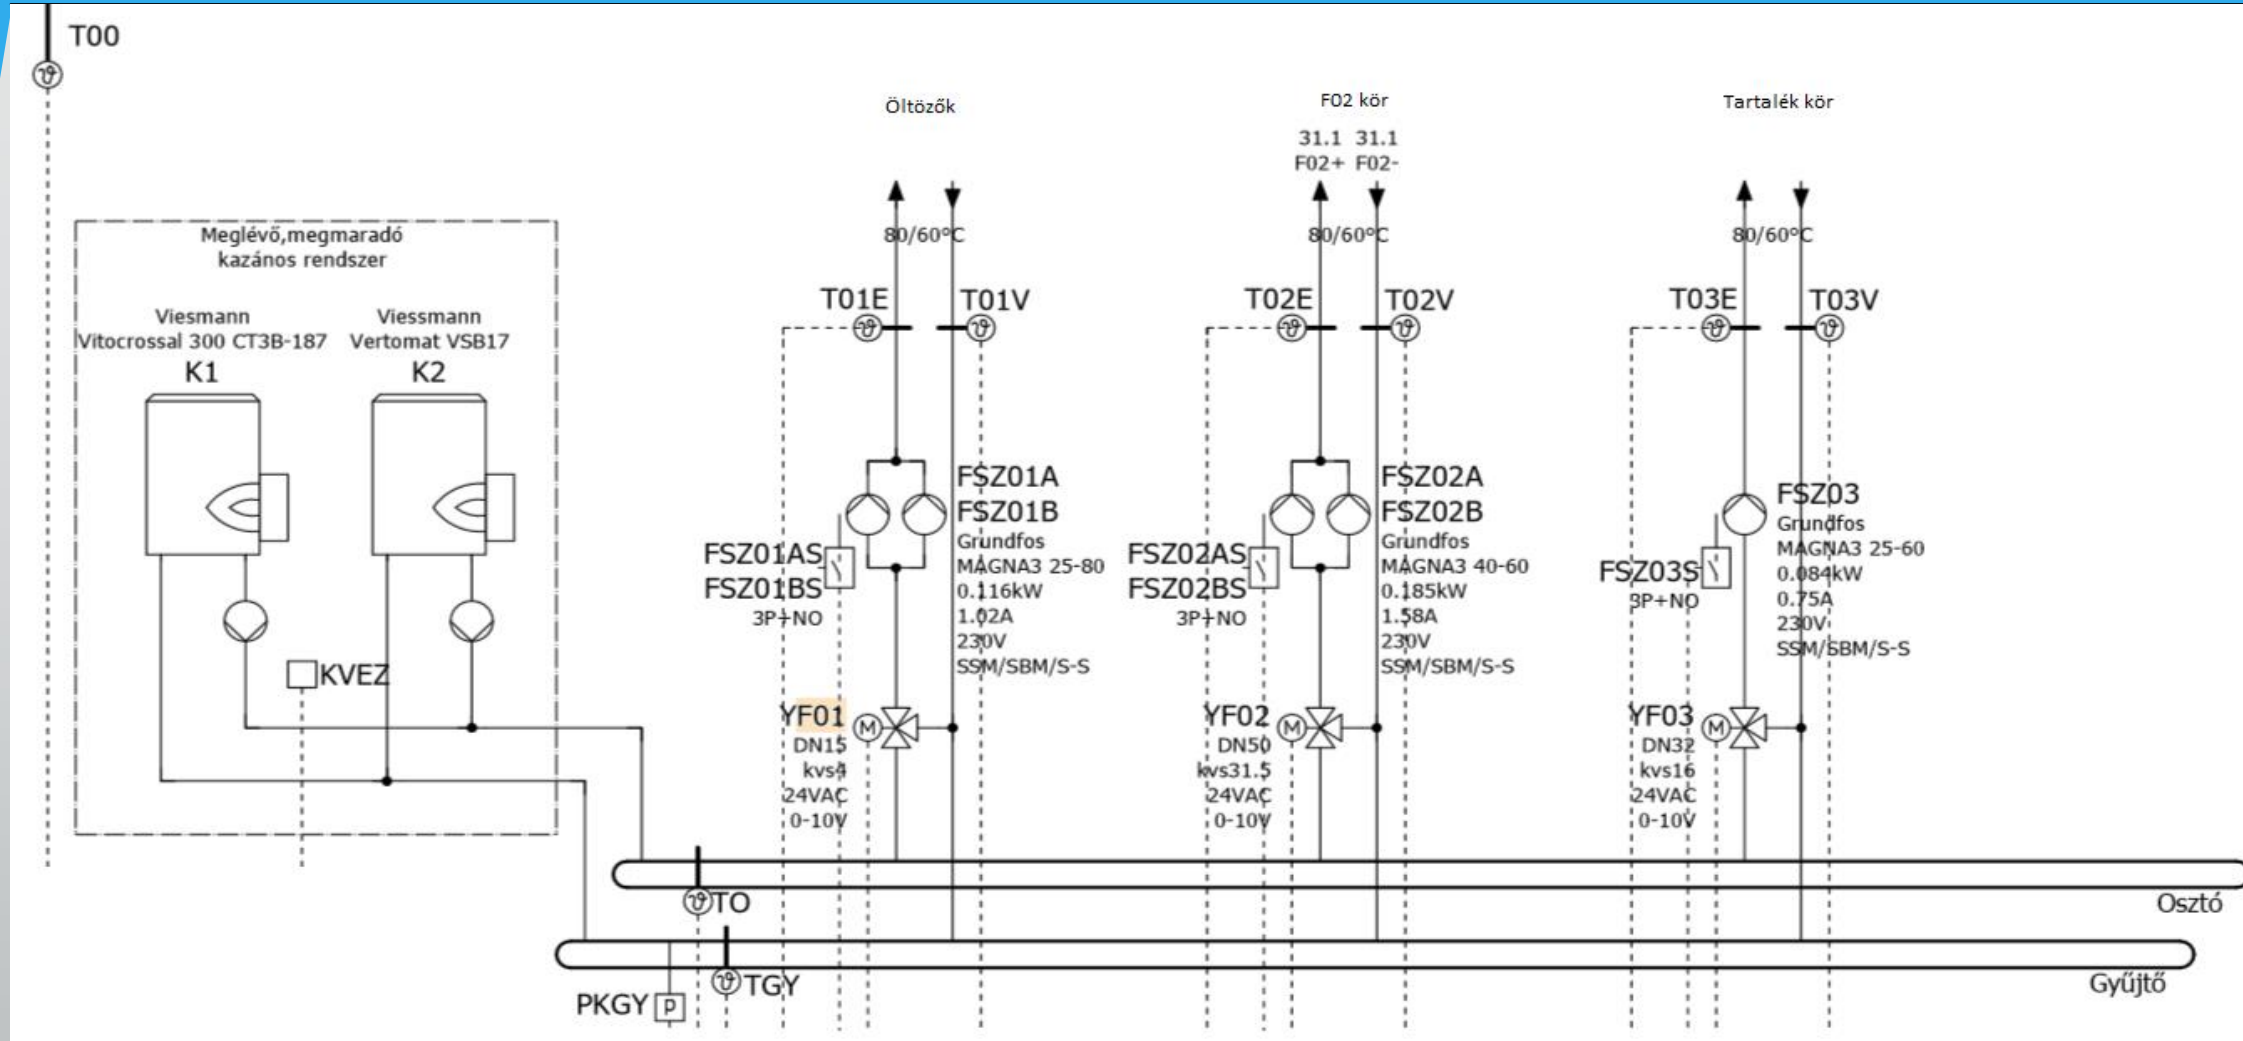 T00
Öltözők
F02 kör
Tartalék kör
31.1 31.1
F02+ F02-
Meglévő,megmaradó
kazános rendszer
80/60°C
80/60°C
80/60°C
Viesmann
Vitocrossal 300 CT3B-187
K1
Viessmann
Vertomat VSB17
K2
T01E
T01V
T02E
T02V
T03E
T03V
FSZ01A
FSZ01B
Grundfos
MAGNA3 25-80
0.116kW
1.02A
230V
SSM/SBM/S-S
FSZ01AS
FSZ01BS
3P+NO
FSZ02A
FSZ02B
Grundfos
MAGNA3 40-60
0.185kW
1.58A
230V
SSM/SBM/S-S
FSZ02AS
FSZ02BS
3P+NO
FSZ03
Grundfos
MAGNA3 25-60
0.084kW
0.75A
230V
SSM/SBM/S-S
FSZ03S
3P+NO
KVEZ
YF01
M
DN15
kvs4
24VAC
0-10V
YF02
M
DN50
kvs31.5
24VAC
0-10V
YF03
M
DN32
kvs16
24VAC
0-10V
TO
Osztó
TGY
Gyűjtő
PKGY
p